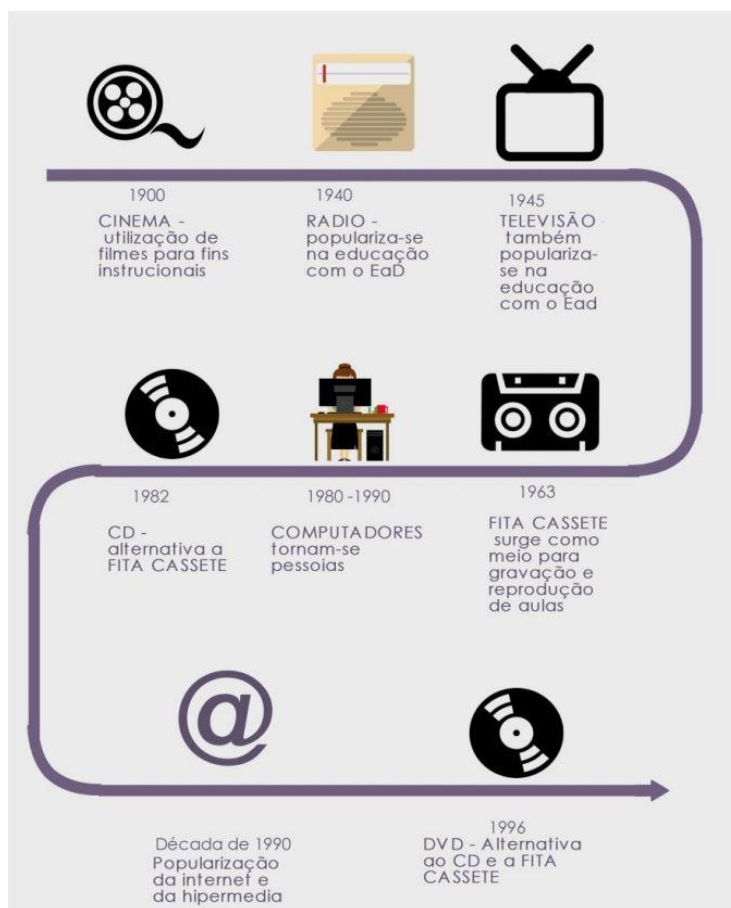 1900
CINEMA -
utilização de
filmes para fins
instrucionais
1940
RADIO -
populariza-se
na educação
com o EaD
1945
TELEVISÃO -
também
populariza-
se na
educação
com o Ead
1963
FITA CASSETE
surge como
meio para
gravação e
reprodução
de aulas
1980 -1990
COMPUTADORES
tornam-se
pessoias
1982
CD -
alternativa a
FITA CASSETE
@
Década de 1990
Popularização
da internet e
da hipermedia
1996
DVD - Alternativa
ao CD e a FITA
CASSETE